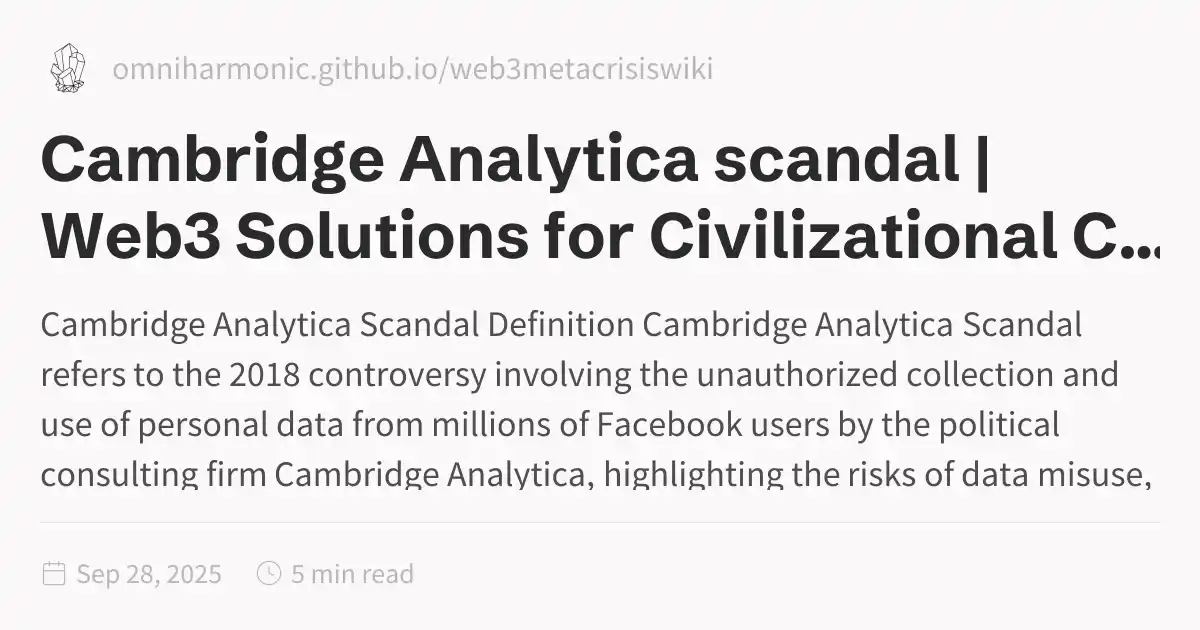 omniharmonic.github.io/web3metacrisiswiki
Cambridge Analytica scandal |
Web3 Solutions for Civilizational C...
Cambridge Analytica Scandal Definition Cambridge Analytica Scandal
refers to the 2018 controversy involving the unauthorized collection and
use of personal data from millions of Facebook users by the political
consulting firm Cambridge Analytica, highlighting the risks of data misuse,
Sep 28, 2025 5 min read